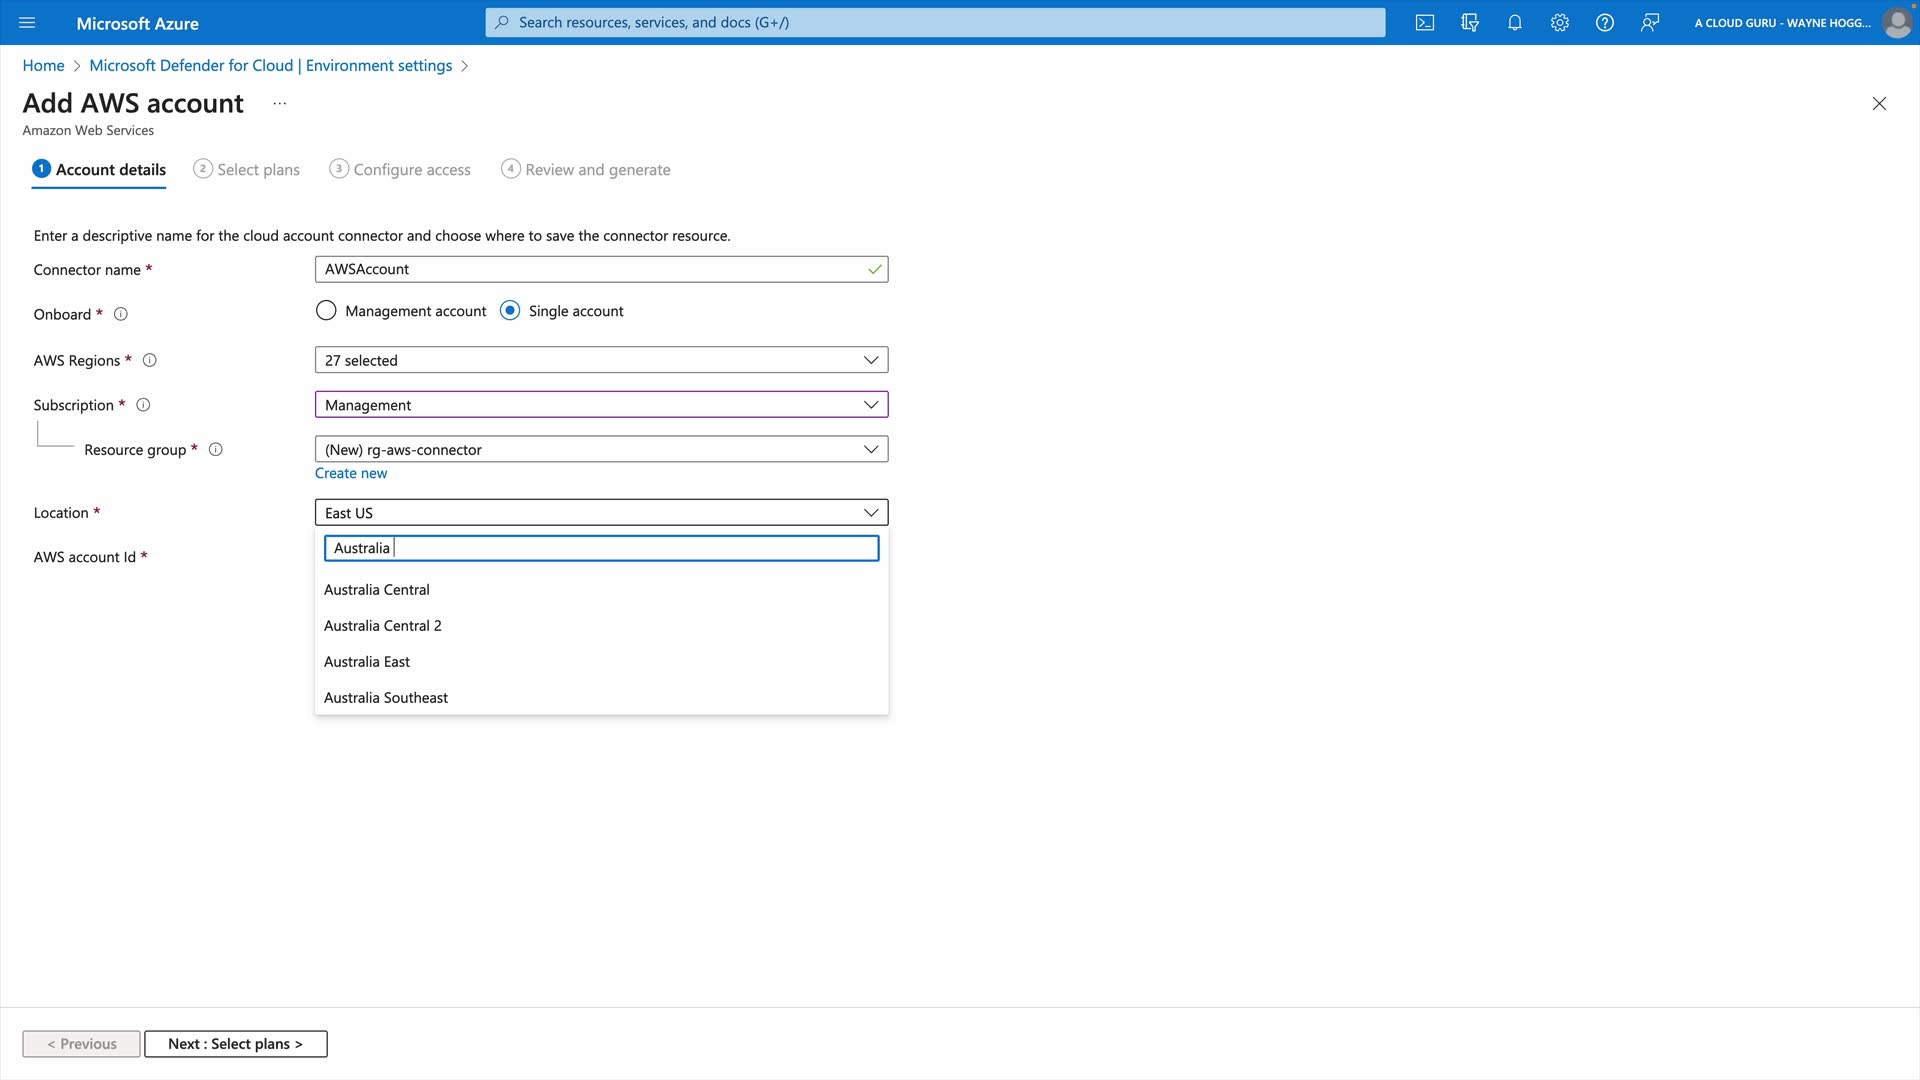 Microsoft Azure
Search resources, services, and docs (G+/)
A CLOUD GURU - WAYNE HOGG...
Home > Microsoft Defender for Cloud | Environment settings >
Add AWS account ...
Amazon Web Services
1 Account details
2 Select plans
3 Configure access
4 Review and generate
Enter a descriptive name for the cloud account connector and choose where to save the connector resource.
Connector name *
AWSAccount
Onboard *
Management account
Single account
AWS Regions *
27 selected
Subscription *
Management
Resource group *
(New) rg-aws-connector
Create new
Location *
East US
Australia
AWS account Id *
Australia Central
Australia Central 2
Australia East
Australia Southeast
< Previous
Next : Select plans >